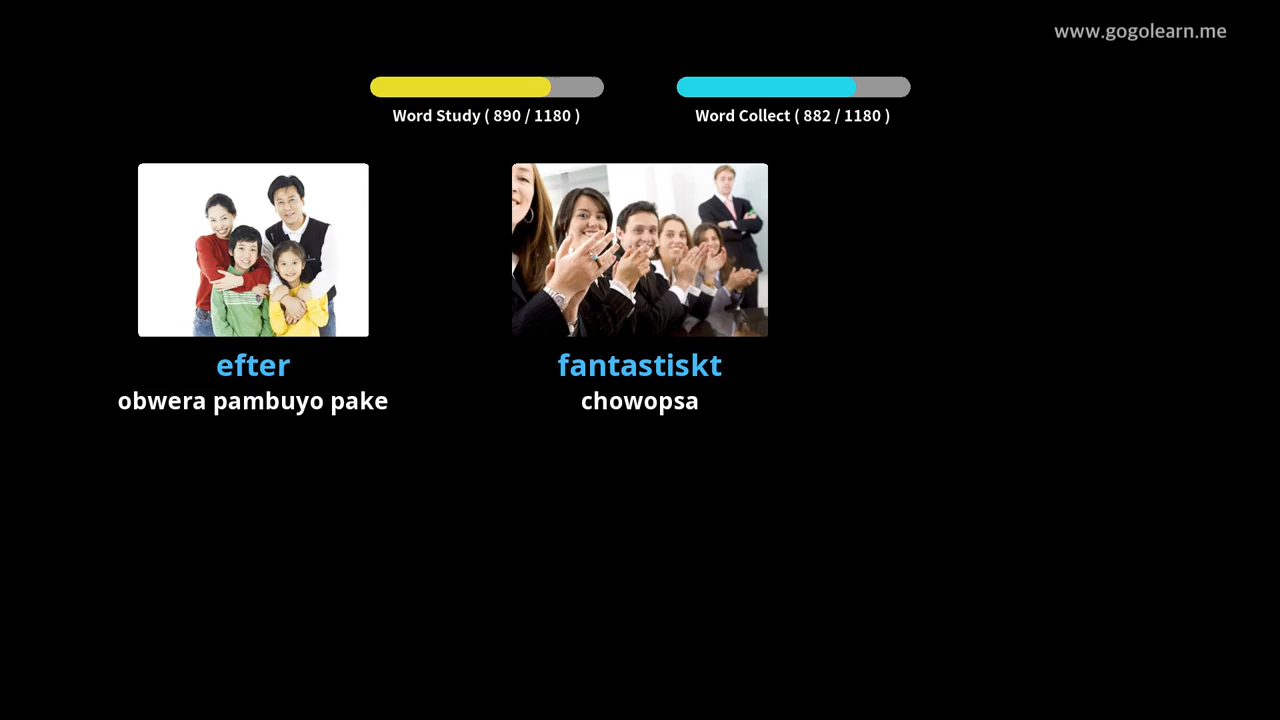 www.gogolearn.me
Word Study ( 890 / 1180 )
Word Collect ( 882 / 1180 )
efter
obwera pambuyo pake
fantastiskt
chowopsa